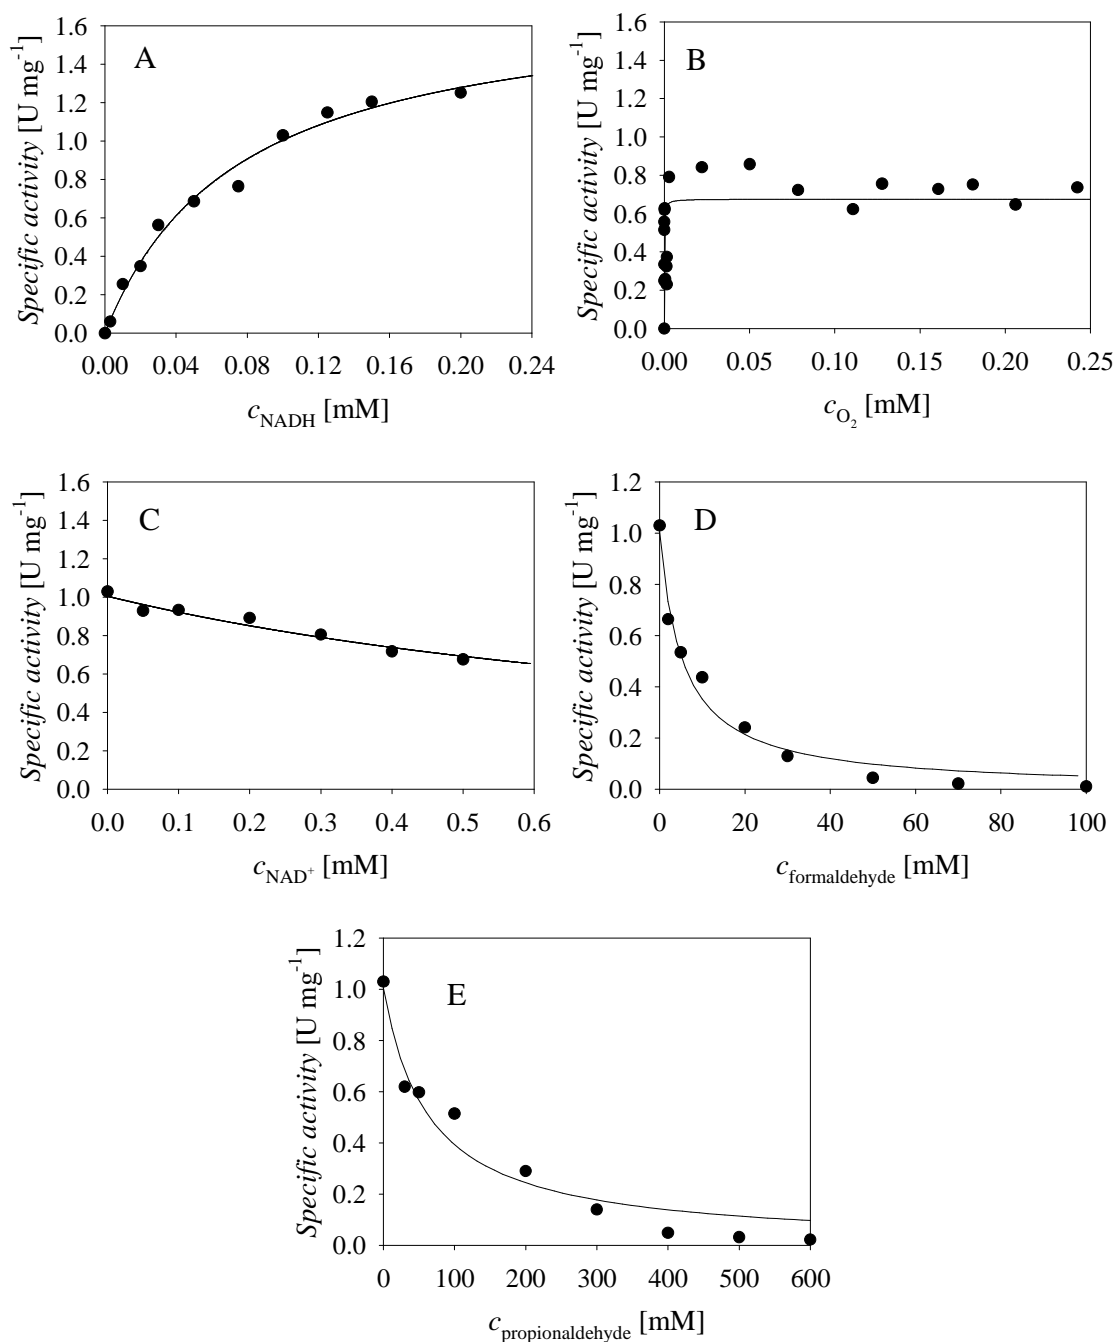 A
Specific activity [U mg-1]
1.6
1.4
1.2
1.0
0.8
0.6
0.4
0.2
0.0
0.00 0.04 0.08 0.12 0.16 0.20 0.24
cNADH [mM]
B
Specific activity [U mg-1]
1.6
1.4
1.2
1.0
0.8
0.6
0.4
0.2
0.0
0.00 0.05 0.10 0.15 0.20 0.25
cO2 [mM]
C
Specific activity [U mg-1]
1.6
1.4
1.2
1.0
0.8
0.6
0.4
0.2
0.0
0.0 0.1 0.2 0.3 0.4 0.5 0.6
cNAD+ [mM]
D
Specific activity [U mg-1]
1.2
1.0
0.8
0.6
0.4
0.2
0.0
0 20 40 60 80 100
cformaldehyde [mM]
E
Specific activity [U mg-1]
1.2
1.0
0.8
0.6
0.4
0.2
0.0
0 100 200 300 400 500 600
cpropionaldehyde [mM]